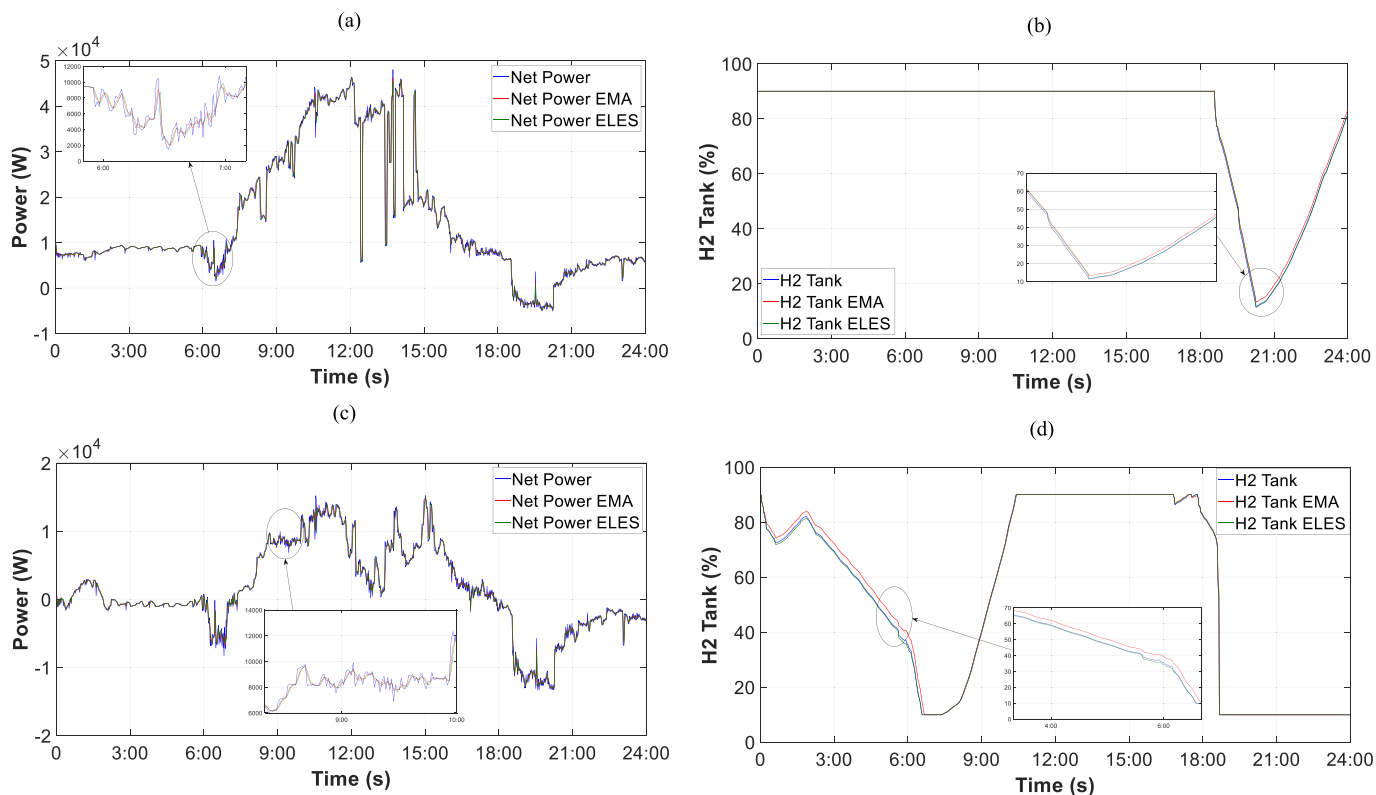 (a)
×10⁴
5
4
3
2
1
0
-1
Power (W)
Net Power
Net Power EMA
Net Power ELES
12000
10000
8000
6000
4000
2000
0
6:00 7:00
0 3:00 6:00 9:00 12:00 15:00 18:00 21:00 24:00
Time (s)
(b)
100
80
60
40
20
0
H2 Tank (%)
70
60
50
40
30
20
10
H2 Tank
H2 Tank EMA
H2 Tank ELES
0 3:00 6:00 9:00 12:00 15:00 18:00 21:00 24:00
Time (s)
(c)
×10⁴
2
1
0
-1
-2
Power (W)
Net Power
Net Power EMA
Net Power ELES
14000
12000
10000
8000
6000
9:00 10:00
0 3:00 6:00 9:00 12:00 15:00 18:00 21:00 24:00
Time (s)
(d)
100
80
60
40
20
0
H2 Tank (%)
H2 Tank
H2 Tank EMA
H2 Tank ELES
70
60
50
40
30
20
10
0
4:00 6:00
0 3:00 6:00 9:00 12:00 15:00 18:00 21:00 24:00
Time (s)